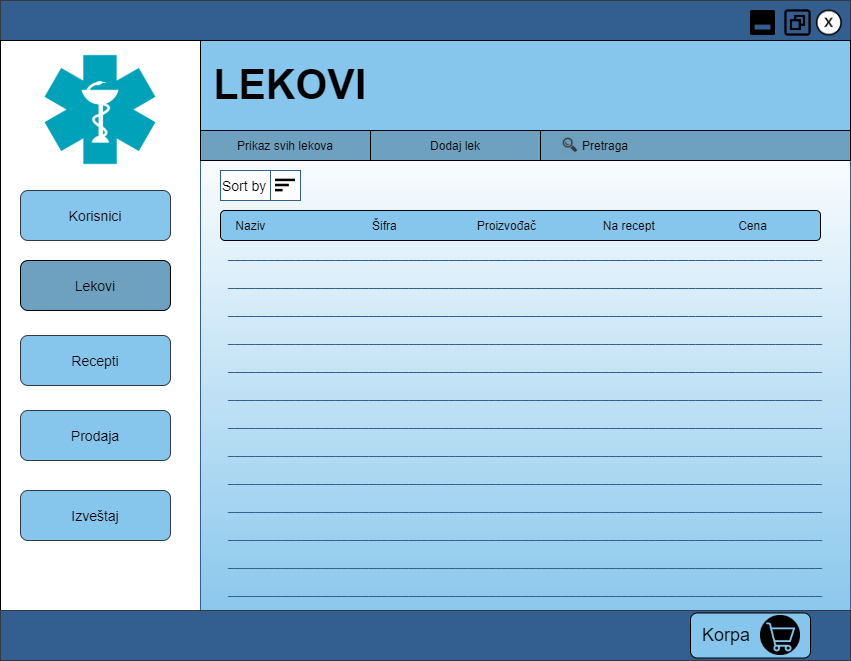 X
LEKOVI
Prikaz svih lekova
Dodaj lek
Pretraga
Sort by
Naziv
Šifra
Proizvođač
Na recept
Cena
Korisnici
Lekovi
Recepti
Prodaja
Izveštaj
Korpa